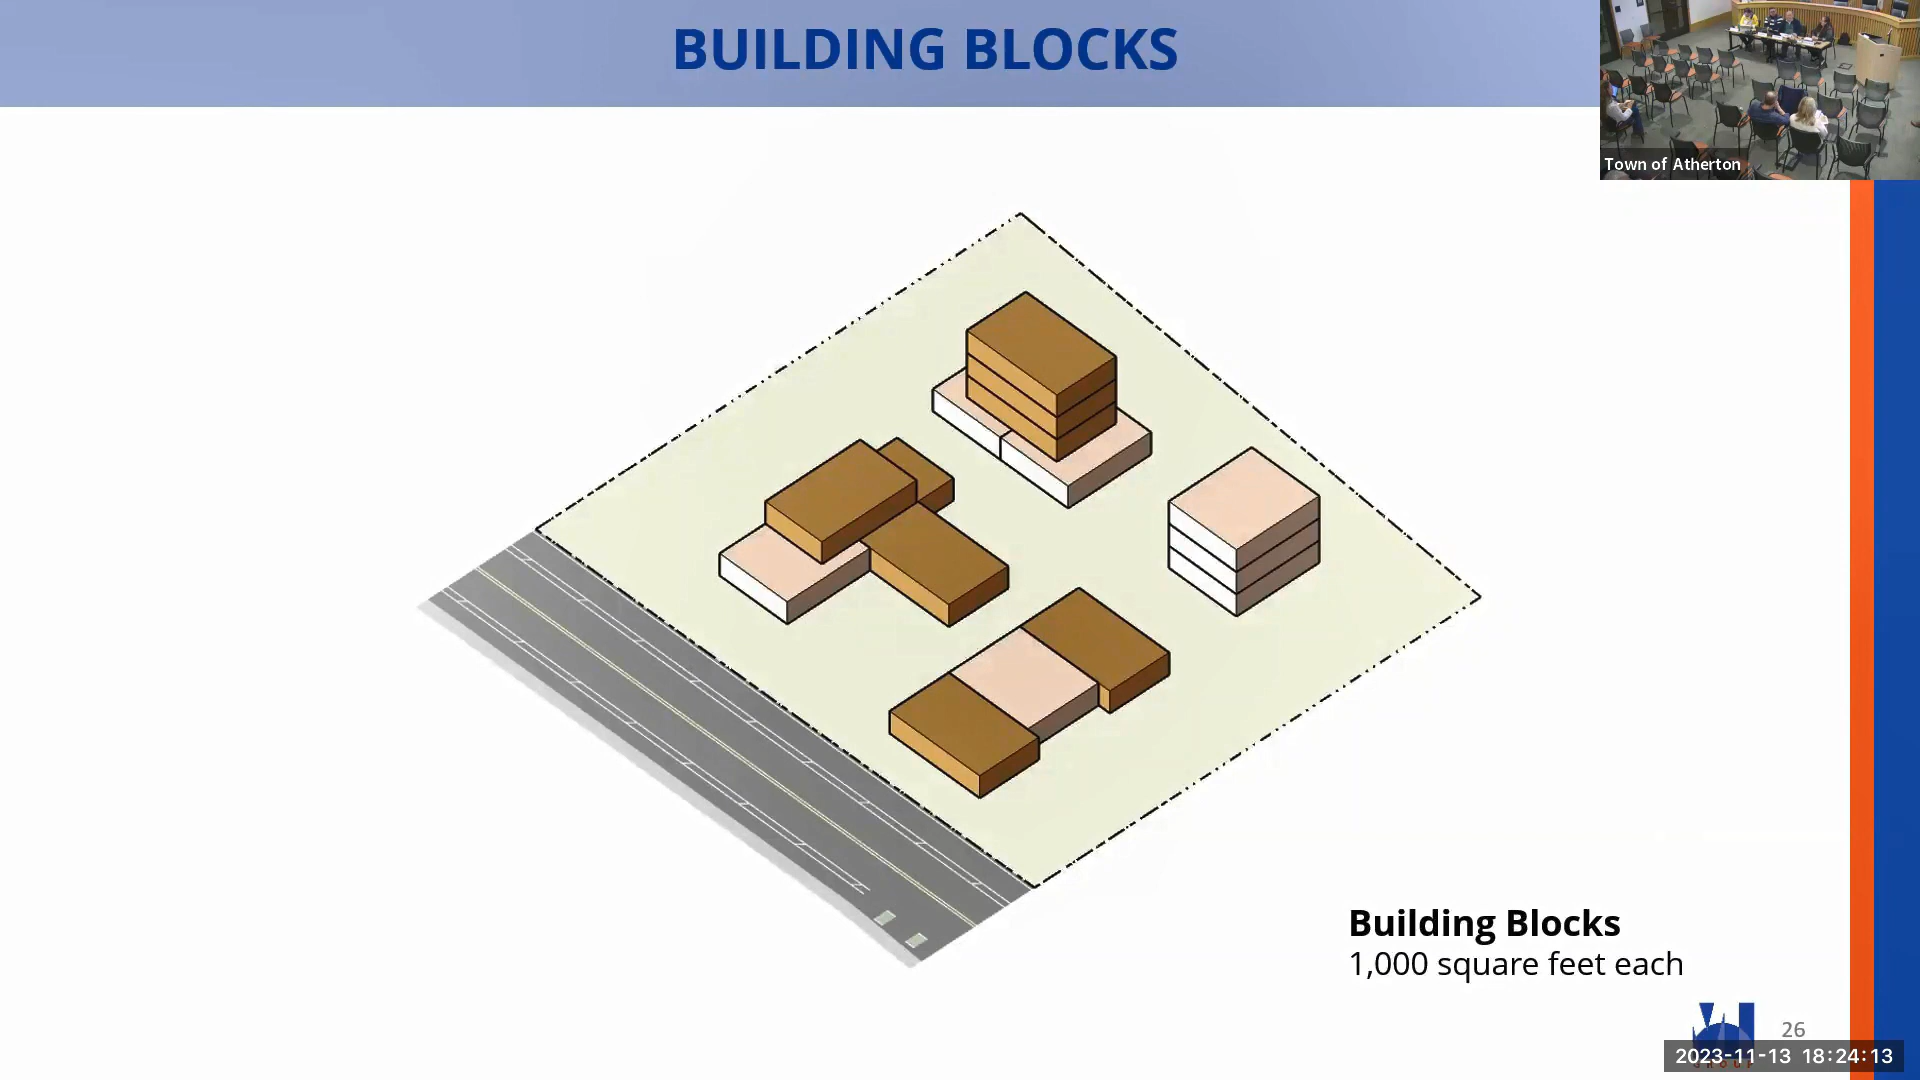 BUILDING BLOCKS
Town of Atherton
Building Blocks
1,000 square feet each
26
2023-11-13 18:24:13